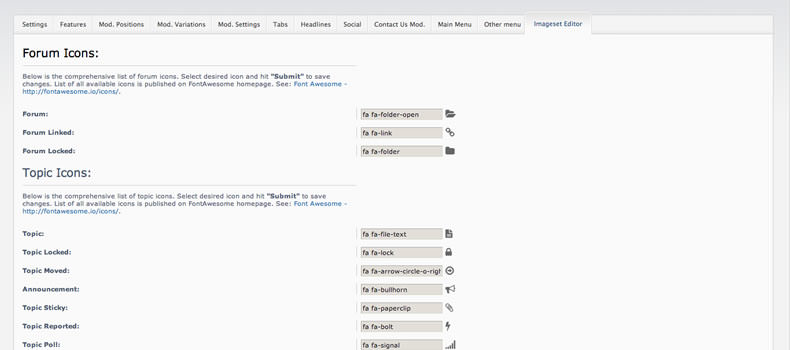 Settings Features Mod. Positions Mod. Variations Mod. Settings Tabs Headlines Social Contact Us Mod. Main Menu Other menu Imageset Editor
Forum Icons:
Below is the comprehensive list of forum icons. Select desired icon and hit "Submit" to save
changes. List of all available icons is published on FontAwesome homepage. See: Font Awesome -
http://fontawesome.io/icons/.
Forum: fa fa-folder-open
Forum Linked: fa fa-link
Forum Locked: fa fa-folder
Topic Icons:
Below is the comprehensive list of topic icons. Select desired icon and hit "Submit" to save
changes. List of all available icons is published on FontAwesome homepage. See: Font Awesome -
http://fontawesome.io/icons/.
Topic: fa fa-file-text
Topic Locked: fa fa-lock
Topic Moved: fa fa-arrow-circle-o-righ
Announcement: fa fa-bullhorn
Topic Sticky: fa fa-paperclip
Topic Reported: fa fa-bolt
Topic Poll: fa fa-signal